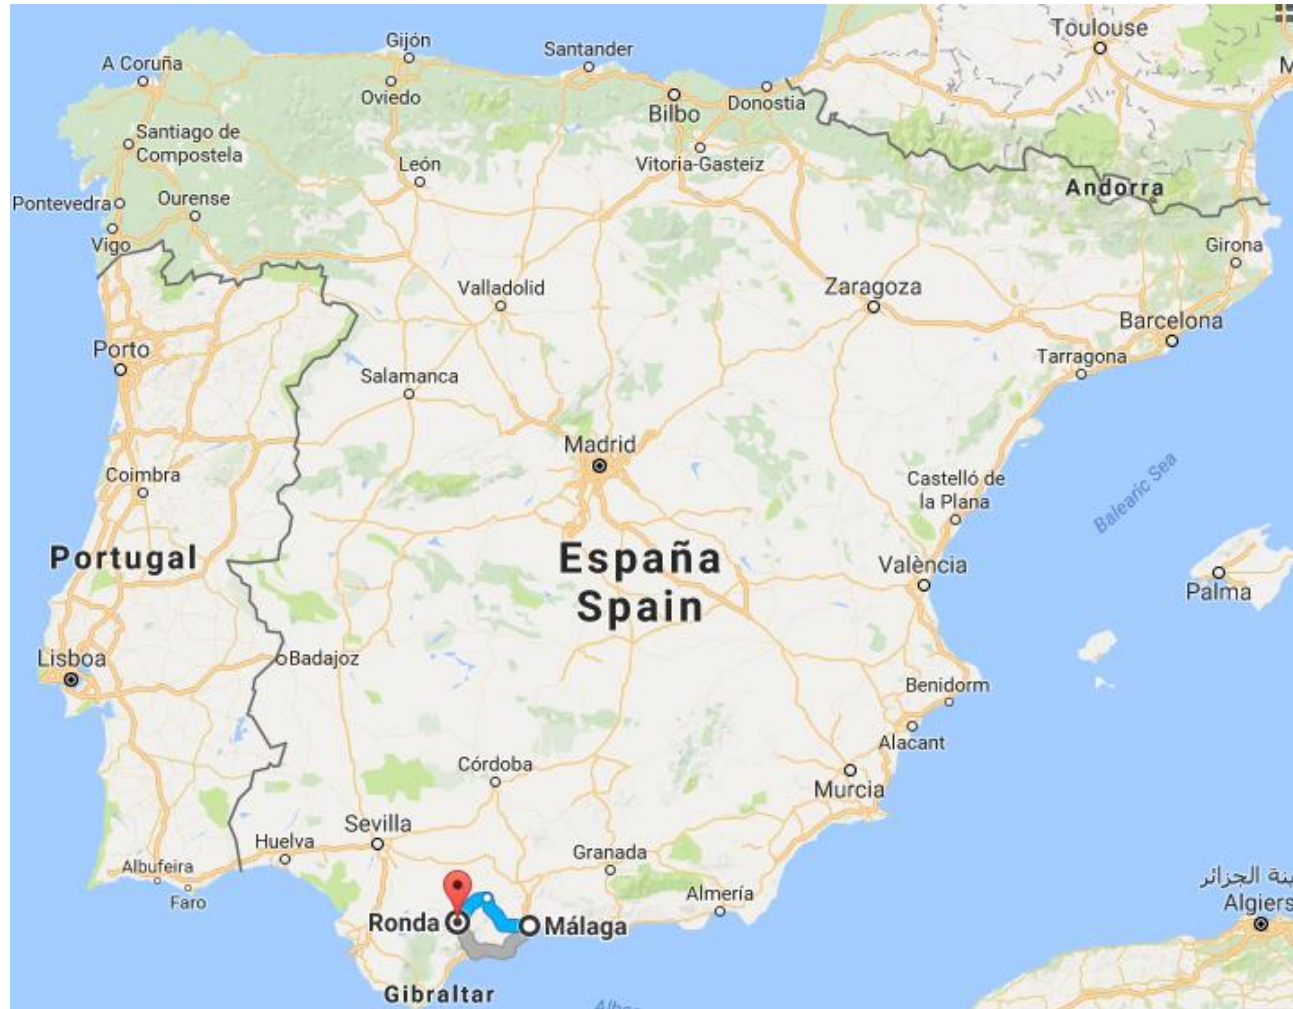 Toulouse
Gijón
Santander
A Coruña
Oviedo
Donostia
Bilbo
Santiago de
Compostela
León
Vitoria-Gasteiz
Andorra
Pontevedra
Ourense
Vigo
Girona
Valladolid
Zaragoza
Barcelona
Porto
Tarragona
Salamanca
Madrid
Coimbra
Castelló de
la Plana
Balearic Sea
Portugal
España
Spain
València
Palma
Lisboa
Badajoz
Benidorm
Alacant
Córdoba
Murcia
Sevilla
Huelva
Granada
Albufeira
Faro
Almería
الجزائر
Algiers
Ronda
Málaga
Gibraltar